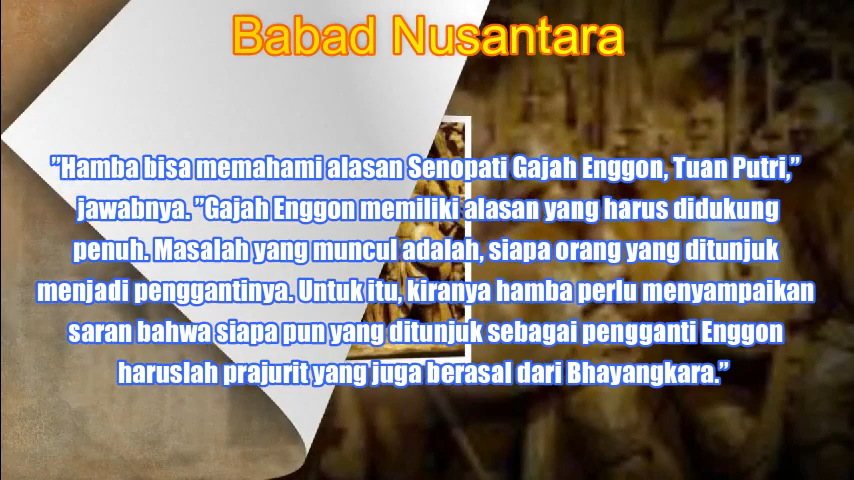 Babad Nusantara
”Hamba bisa memahami alasan Senopati Gajah Enggon, Tuan Putri,”
jawabnya. ”Gajah Enggon memiliki alasan yang harus didukung
penuh. Masalah yang muncul adalah, siapa orang yang ditunjuk
menjadi penggantinya. Untuk itu, kiranya hamba perlu menyampaikan
saran bahwa siapa pun yang ditunjuk sebagai pengganti Enggon
haruslah prajurit yang juga berasal dari Bhayangkara.”